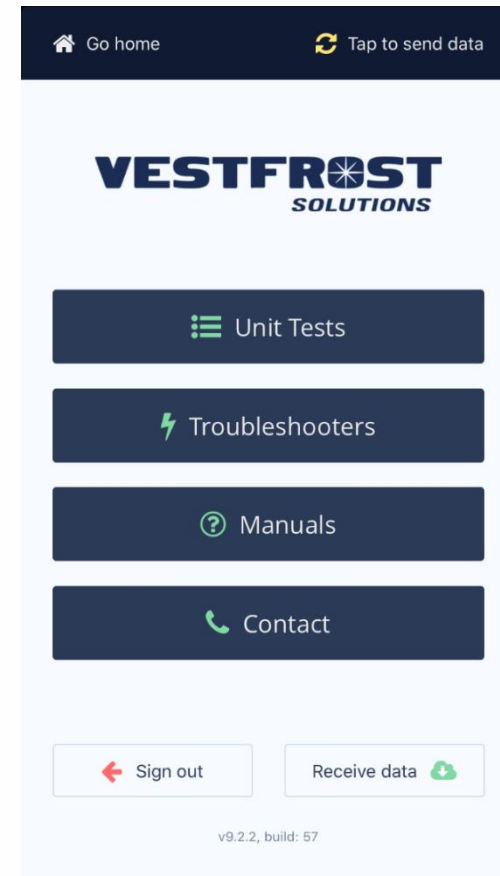 Go home
Tap to send data
VESTFROST
SOLUTIONS
Unit Tests
Troubleshooters
Manuals
Contact
Sign out
Receive data
v9.2.2, build: 57